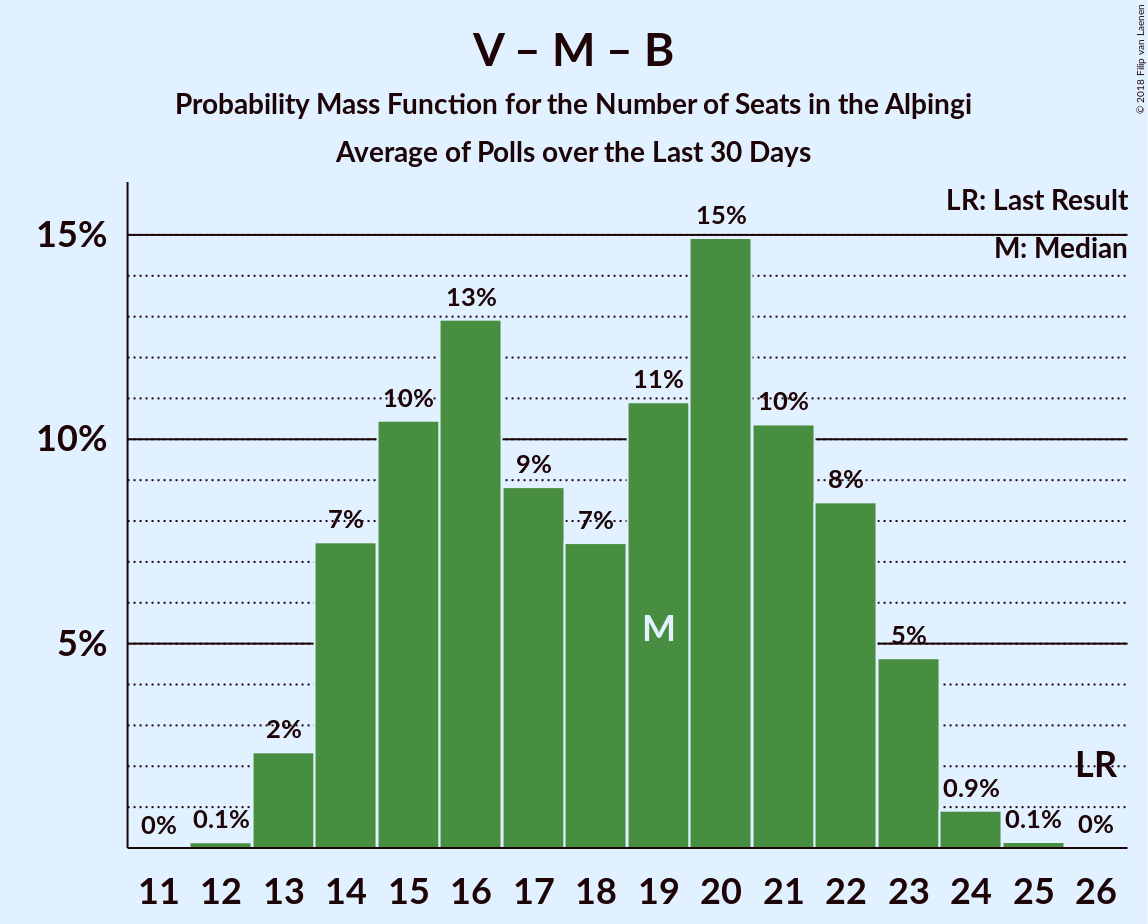 V – M – B
Probability Mass Function for the Number of Seats in the Alþingi
Average of Polls over the Last 30 Days
© 2018 Filip van Laenen
LR: Last Result
M: Median
15%
10%
5%
0%
0.1%
2%
7%
10%
13%
9%
7%
11%
15%
10%
8%
5%
0.9%
0.1%
0%
M
LR
11 12 13 14 15 16 17 18 19 20 21 22 23 24 25 26